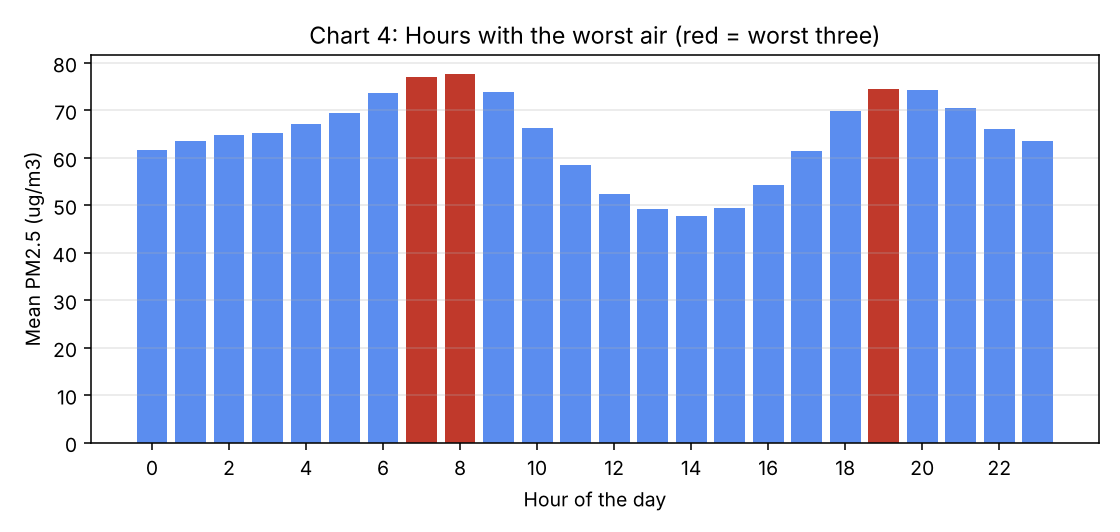 Chart 4: Hours with the worst air (red = worst three)
Mean PM2.5 (ug/m3)
80
70
60
50
40
30
20
10
0
0 2 4 6 8 10 12 14 16 18 20 22
Hour of the day